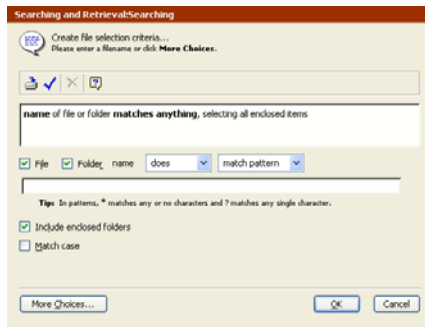 Searching and Retrieval:Searching
Create file selection criteria...
Please enter a filename or click More Choices.
name of file or folder matches anything, selecting all enclosed items
File Folder name does match pattern
Tip: In patterns, * matches any or no characters and ? matches any single character.
Include enclosed folders
Match case
More Choices... OK Cancel